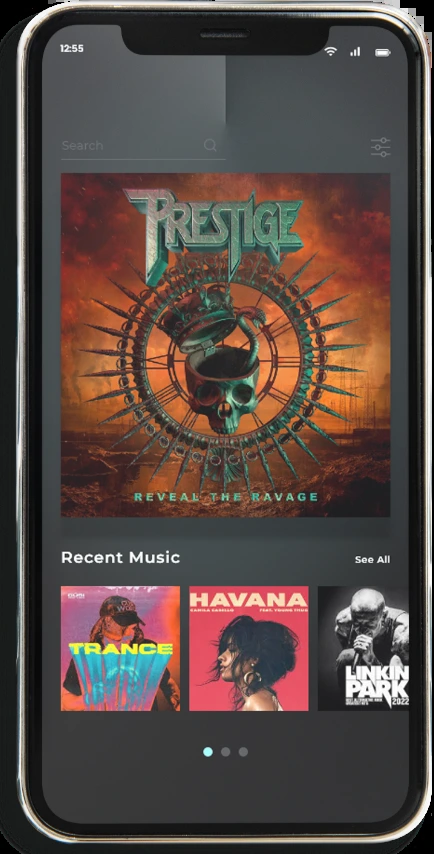 12:55
Search
PRESTIGE
REVEAL THE RAVAGE
Recent Music
See All
TRANCE
HAVANA
CAMILA CABELLO FEAT. YOUNG THUG
LINKIN
PARK
2022